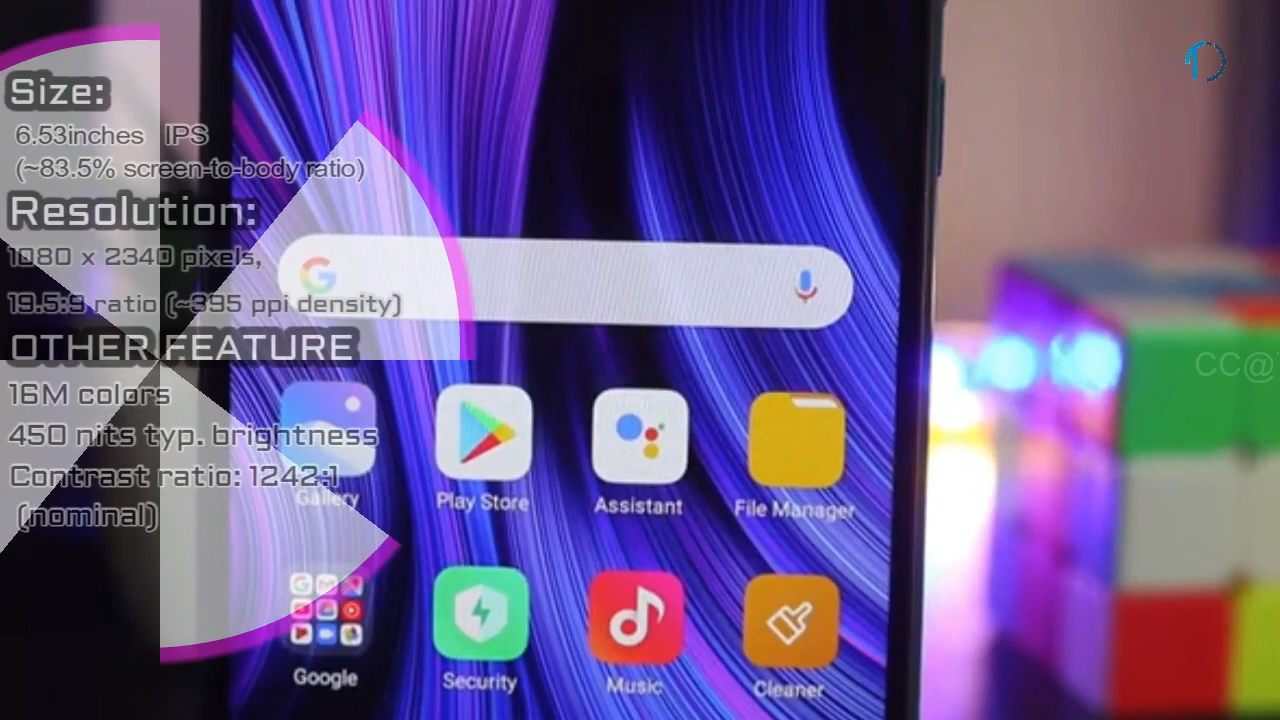 Size:
6.53inches IPS
(~83.5% screen-to-body ratio)
Resolution:
1080 x 2340 pixels,
19.5:9 ratio (~395 ppi density)
OTHER FEATURE
16M colors
450 nits typ. brightness
Contrast ratio: 1242:1
(nominal)
Gallery
Play Store
Assistant
File Manager
Google
Security
Music
Cleaner
CC@